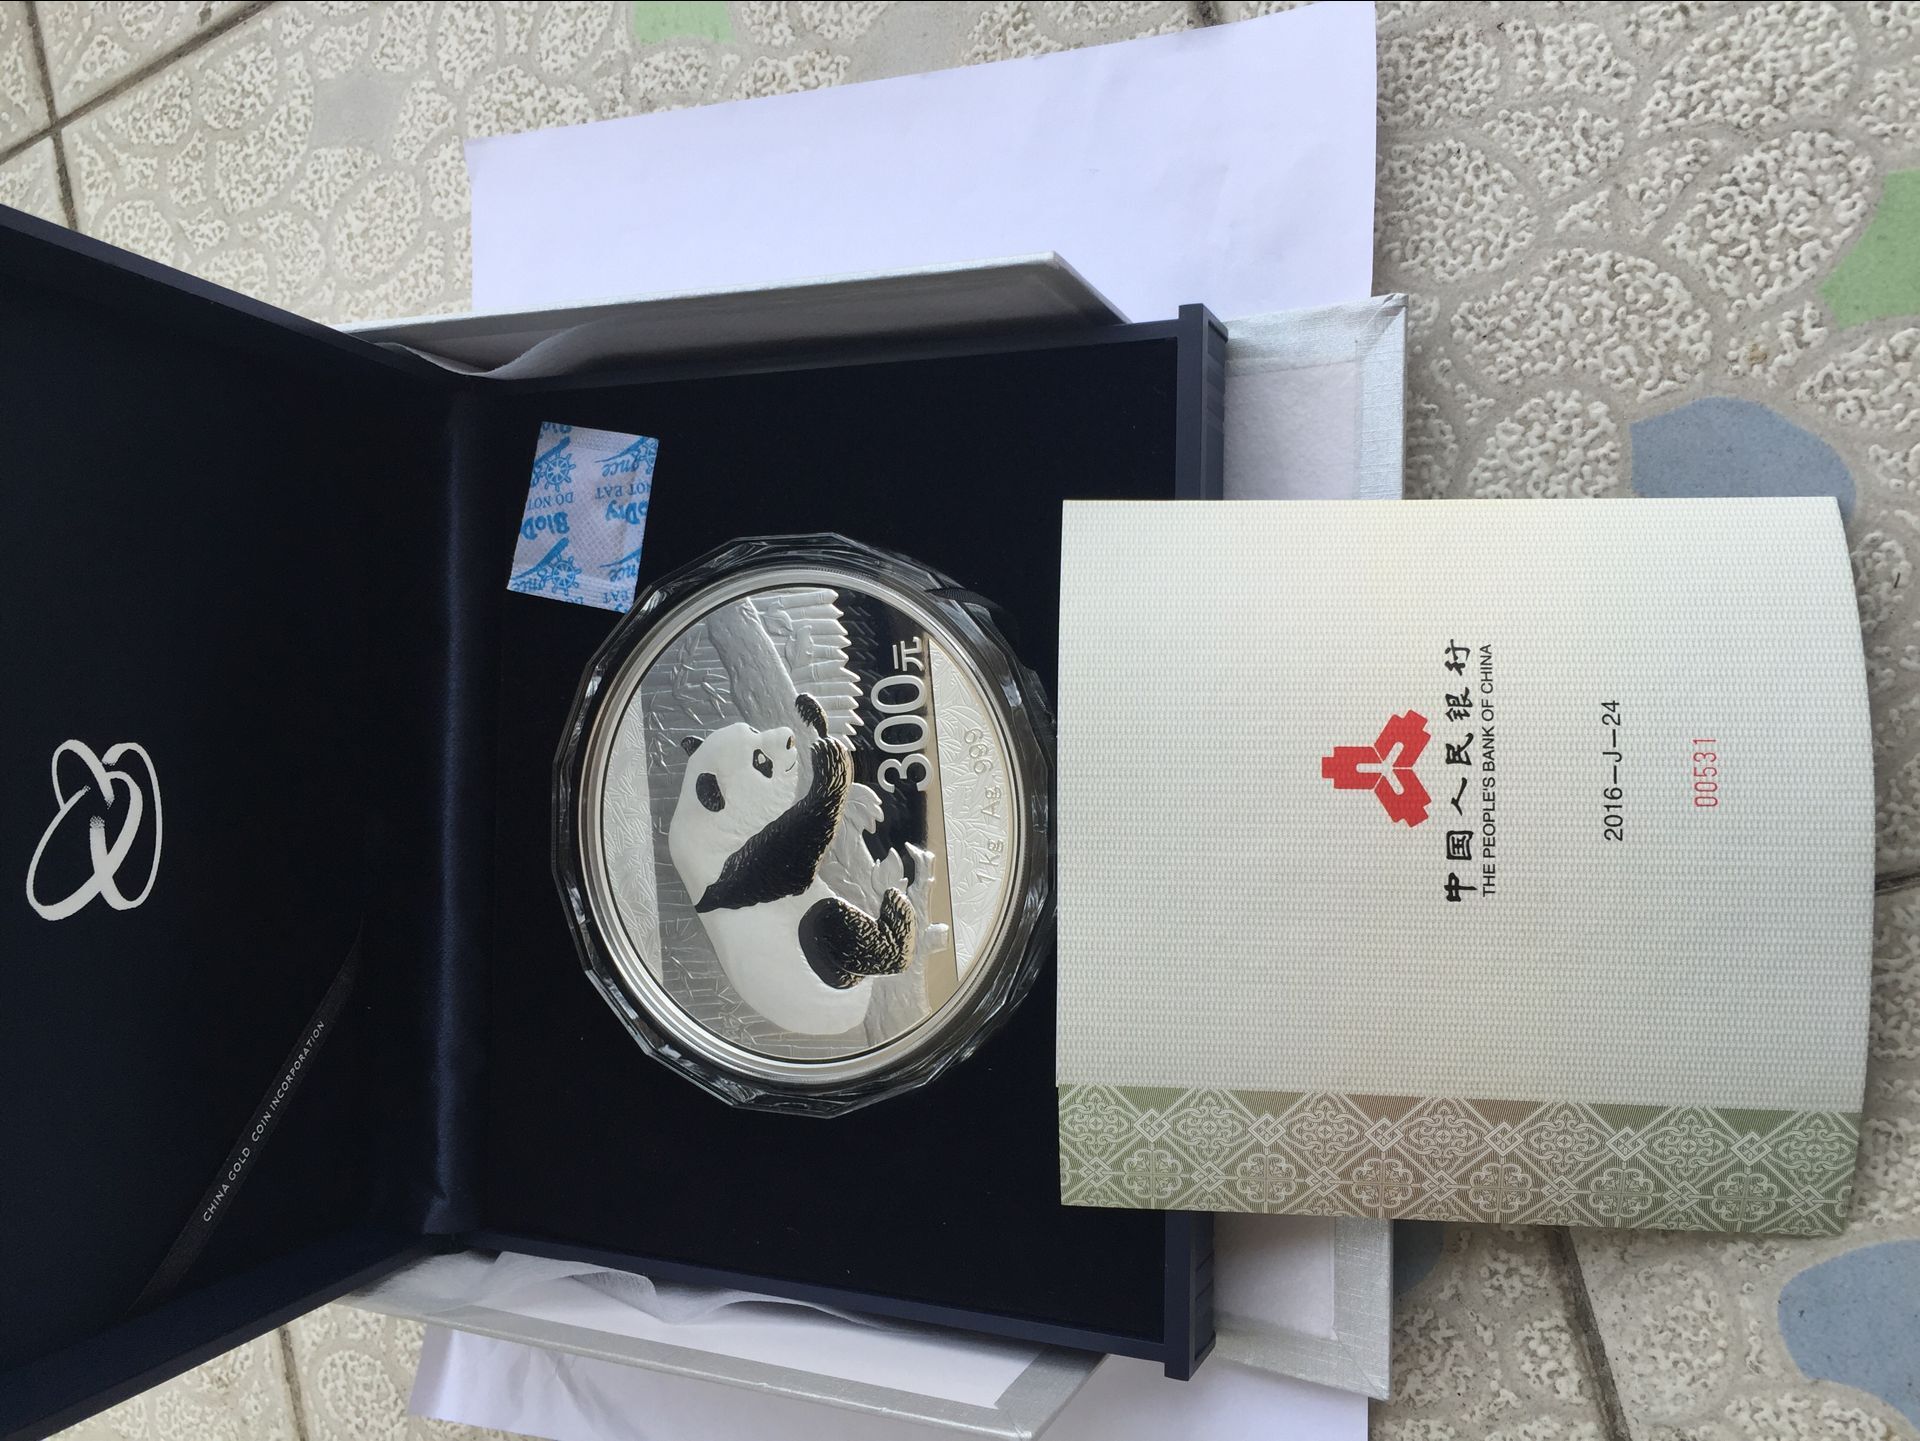 CHINA GOLD COIN INCORPORATION
DO NOT
EAT
BioDry
300元
1kg Ag 999
中国人民银行
THE PEOPLE'S BANK OF CHINA
2016-J-24
00531